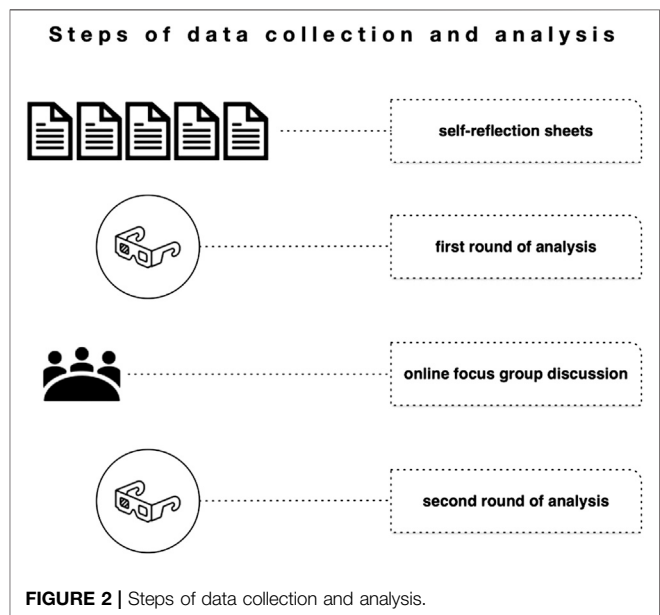 Steps of data collection and analysis
self-reflection sheets
first round of analysis
online focus group discussion
second round of analysis
FIGURE 2 | Steps of data collection and analysis.